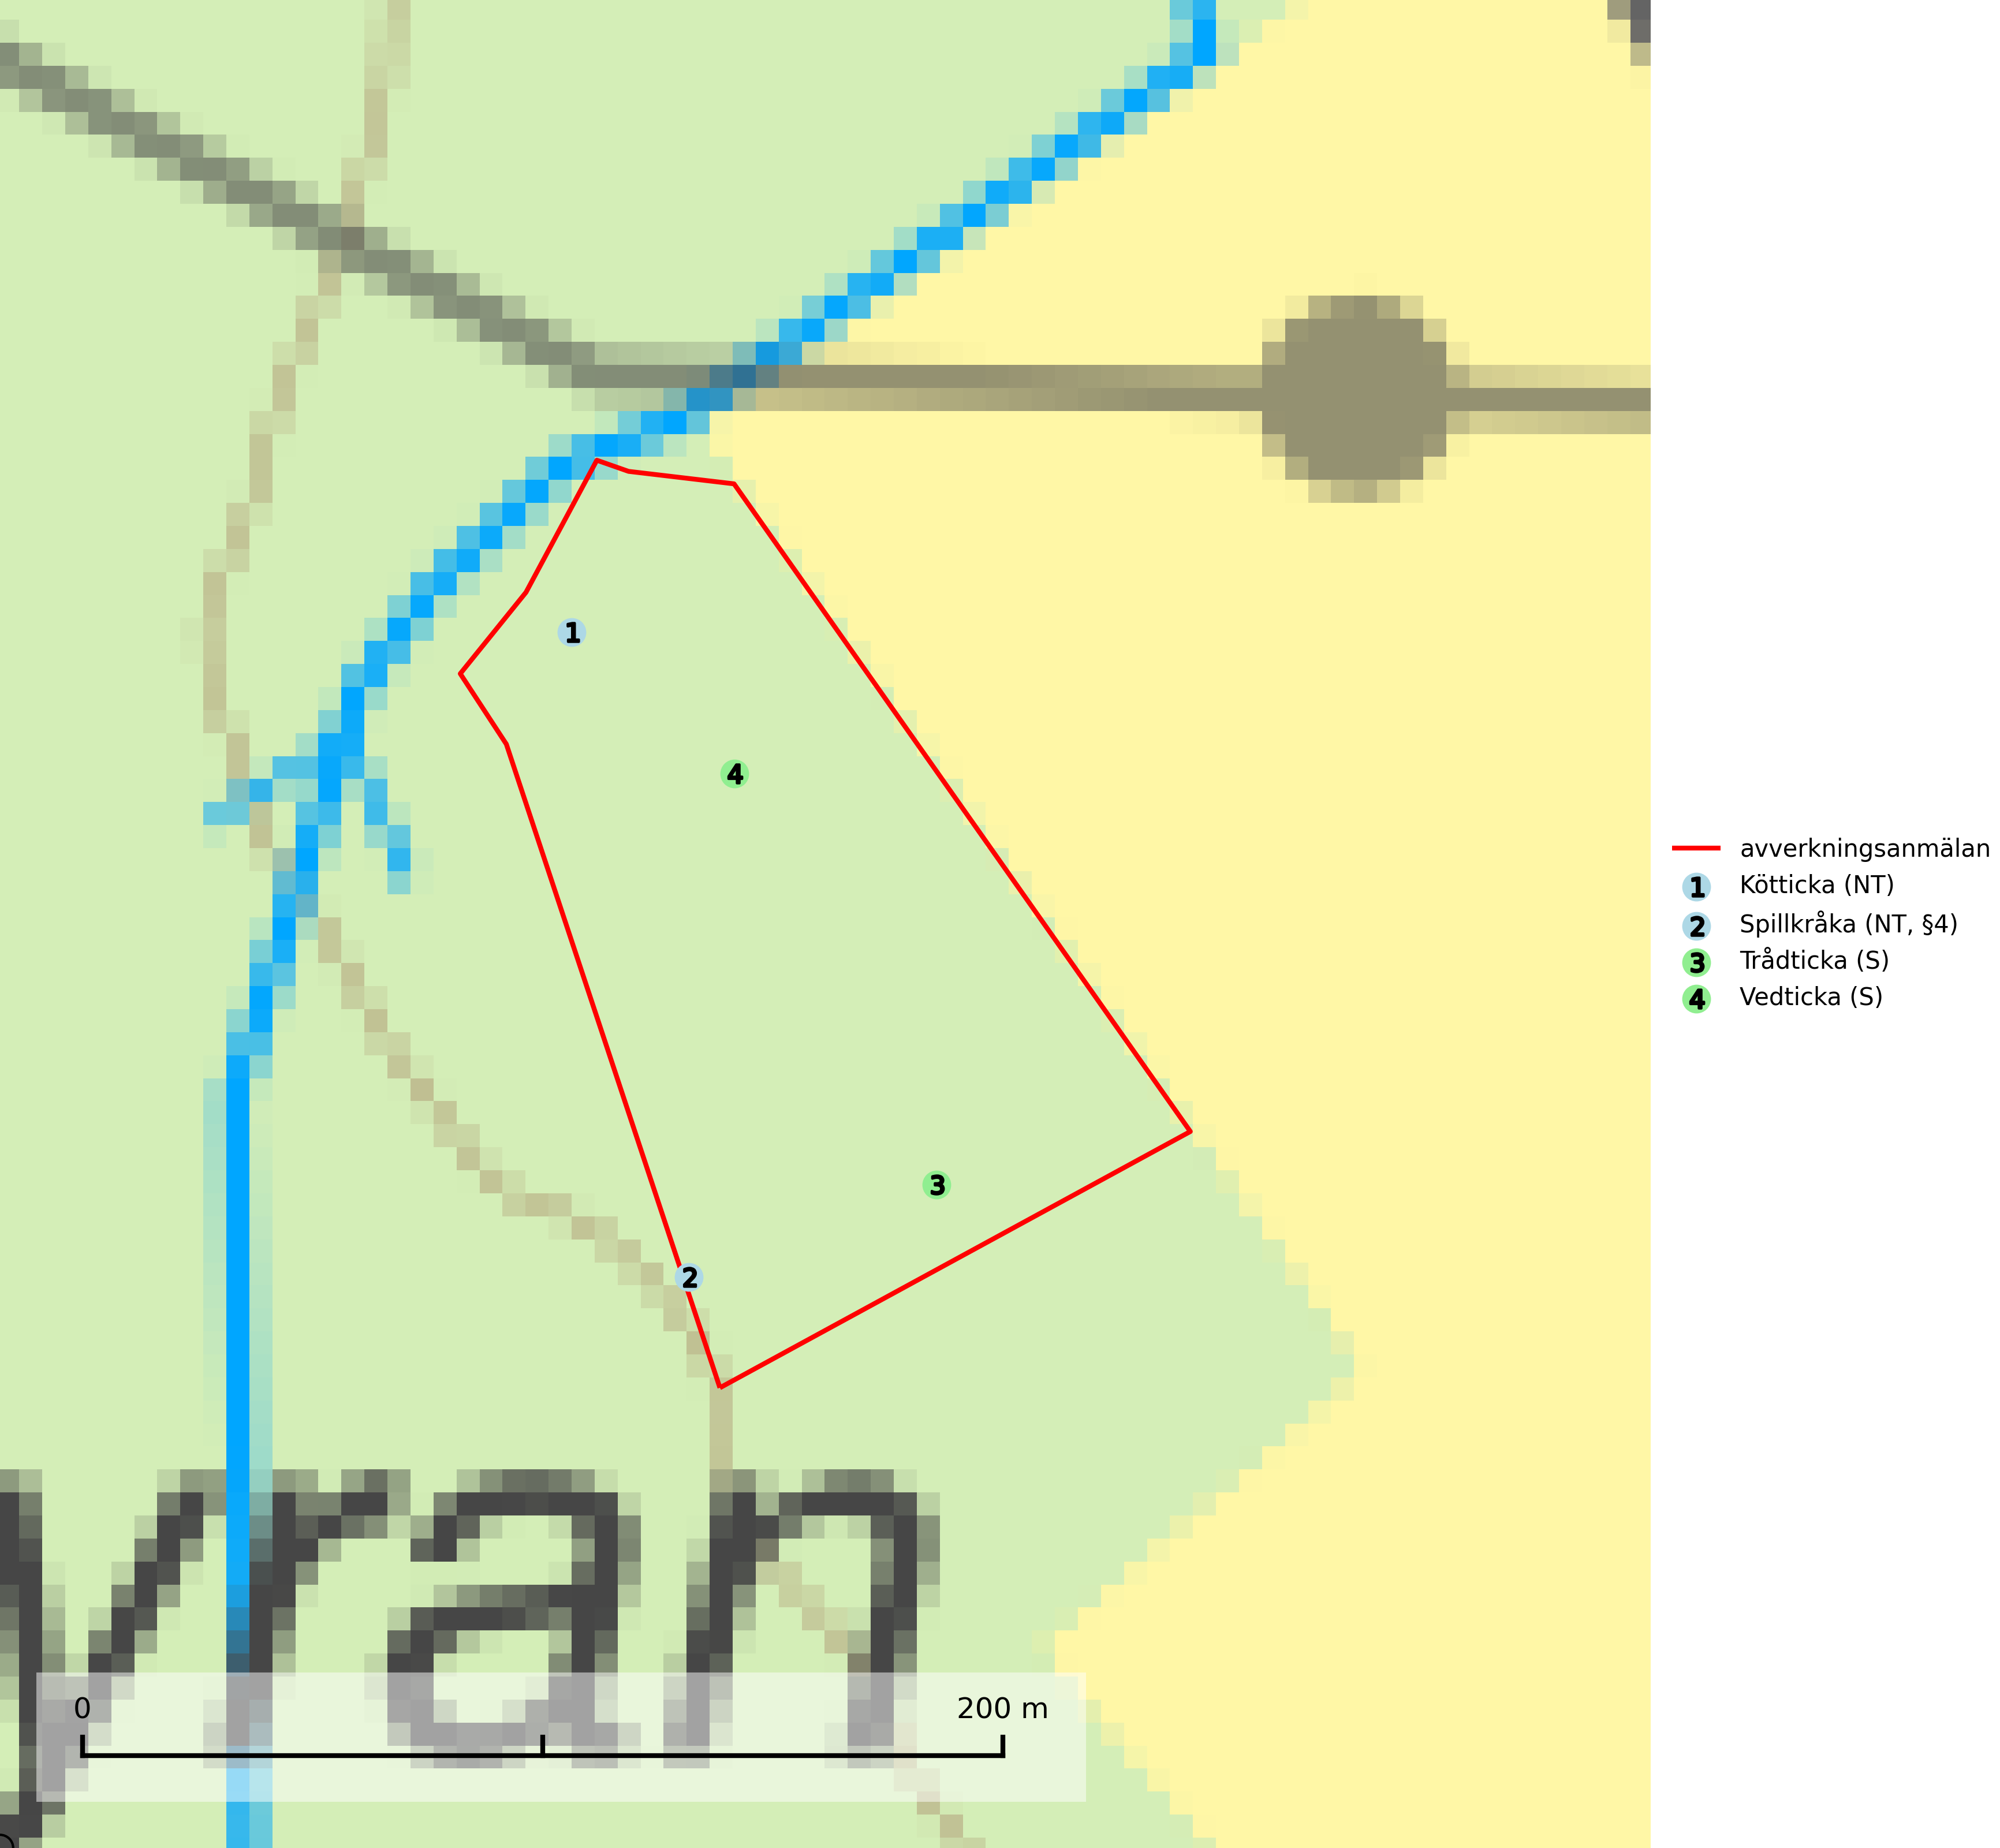 1
4
3
2
avverkningsanmälan
1 Kötticka (NT)
2 Spillkråka (NT, §4)
3 Trådticka (S)
4 Vedticka (S)
0 200 m